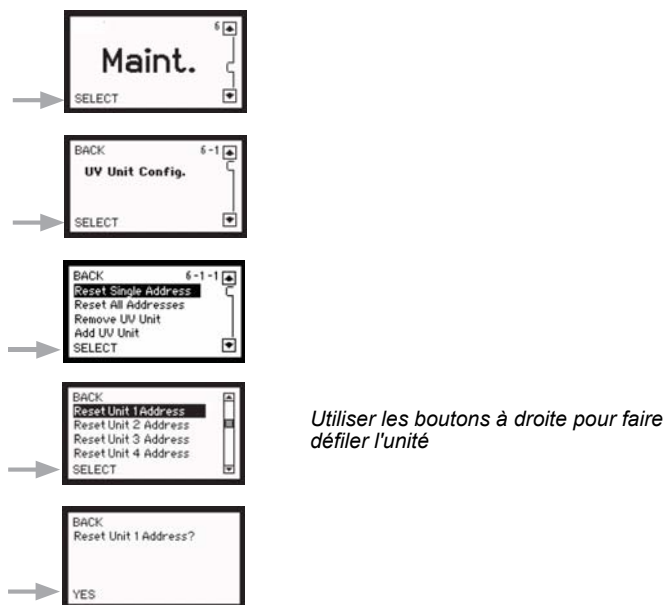 6
Maint.
SELECT
BACK 6-1
UV Unit Config.
SELECT
BACK 6-1-1
Reset Single Address
Reset All Addresses
Remove UV Unit
Add UV Unit
SELECT
BACK
Reset Unit 1 Address
Reset Unit 2 Address
Reset Unit 3 Address
Reset Unit 4 Address
SELECT
Utiliser les boutons à droite pour faire
défiler l'unité
BACK
Reset Unit 1 Address?
YES